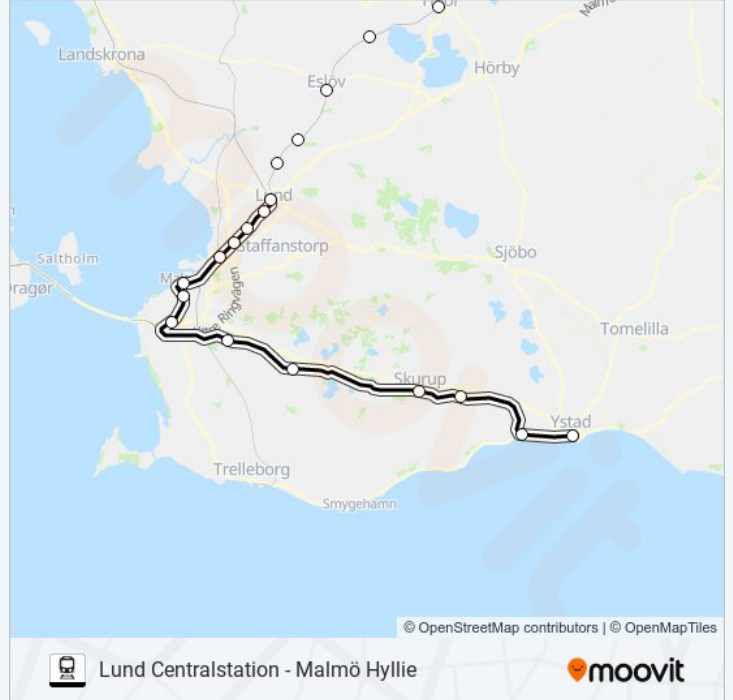 Landskrona
Hörby
Eslöv
Lund
Staffanstorp
Sjöbo
Saltholm
Ringvägen
Tomelilla
Skurup
Ystad
Trelleborg
Smygehamn
© OpenStreetMap contributors | © OpenMapTiles
Lund Centralstation - Malmö Hyllie
moovit